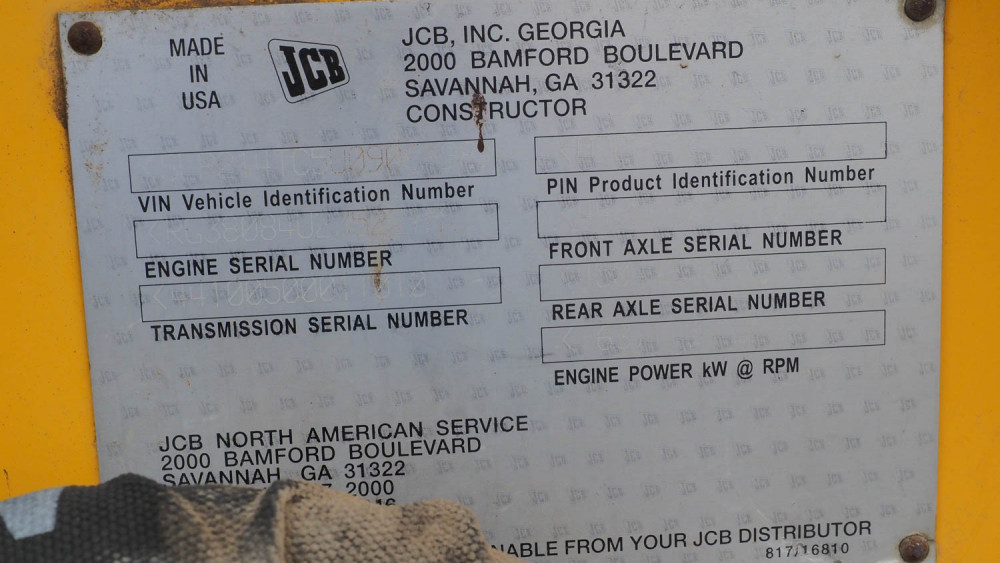 MADE
IN
USA
JCB
JCB, INC. GEORGIA
2000 BAMFORD BOULEVARD
SAVANNAH, GA 31322
CONSTRUCTOR
VIN Vehicle Identification Number
PIN Product Identification Number
ENGINE SERIAL NUMBER
FRONT AXLE SERIAL NUMBER
TRANSMISSION SERIAL NUMBER
REAR AXLE SERIAL NUMBER
ENGINE POWER kW @ RPM
JCB NORTH AMERICAN SERVICE
2000 BAMFORD BOULEVARD
SAVANNAH, GA 31322
2000
FROM YOUR JCB DISTRIBUTOR
817/16810